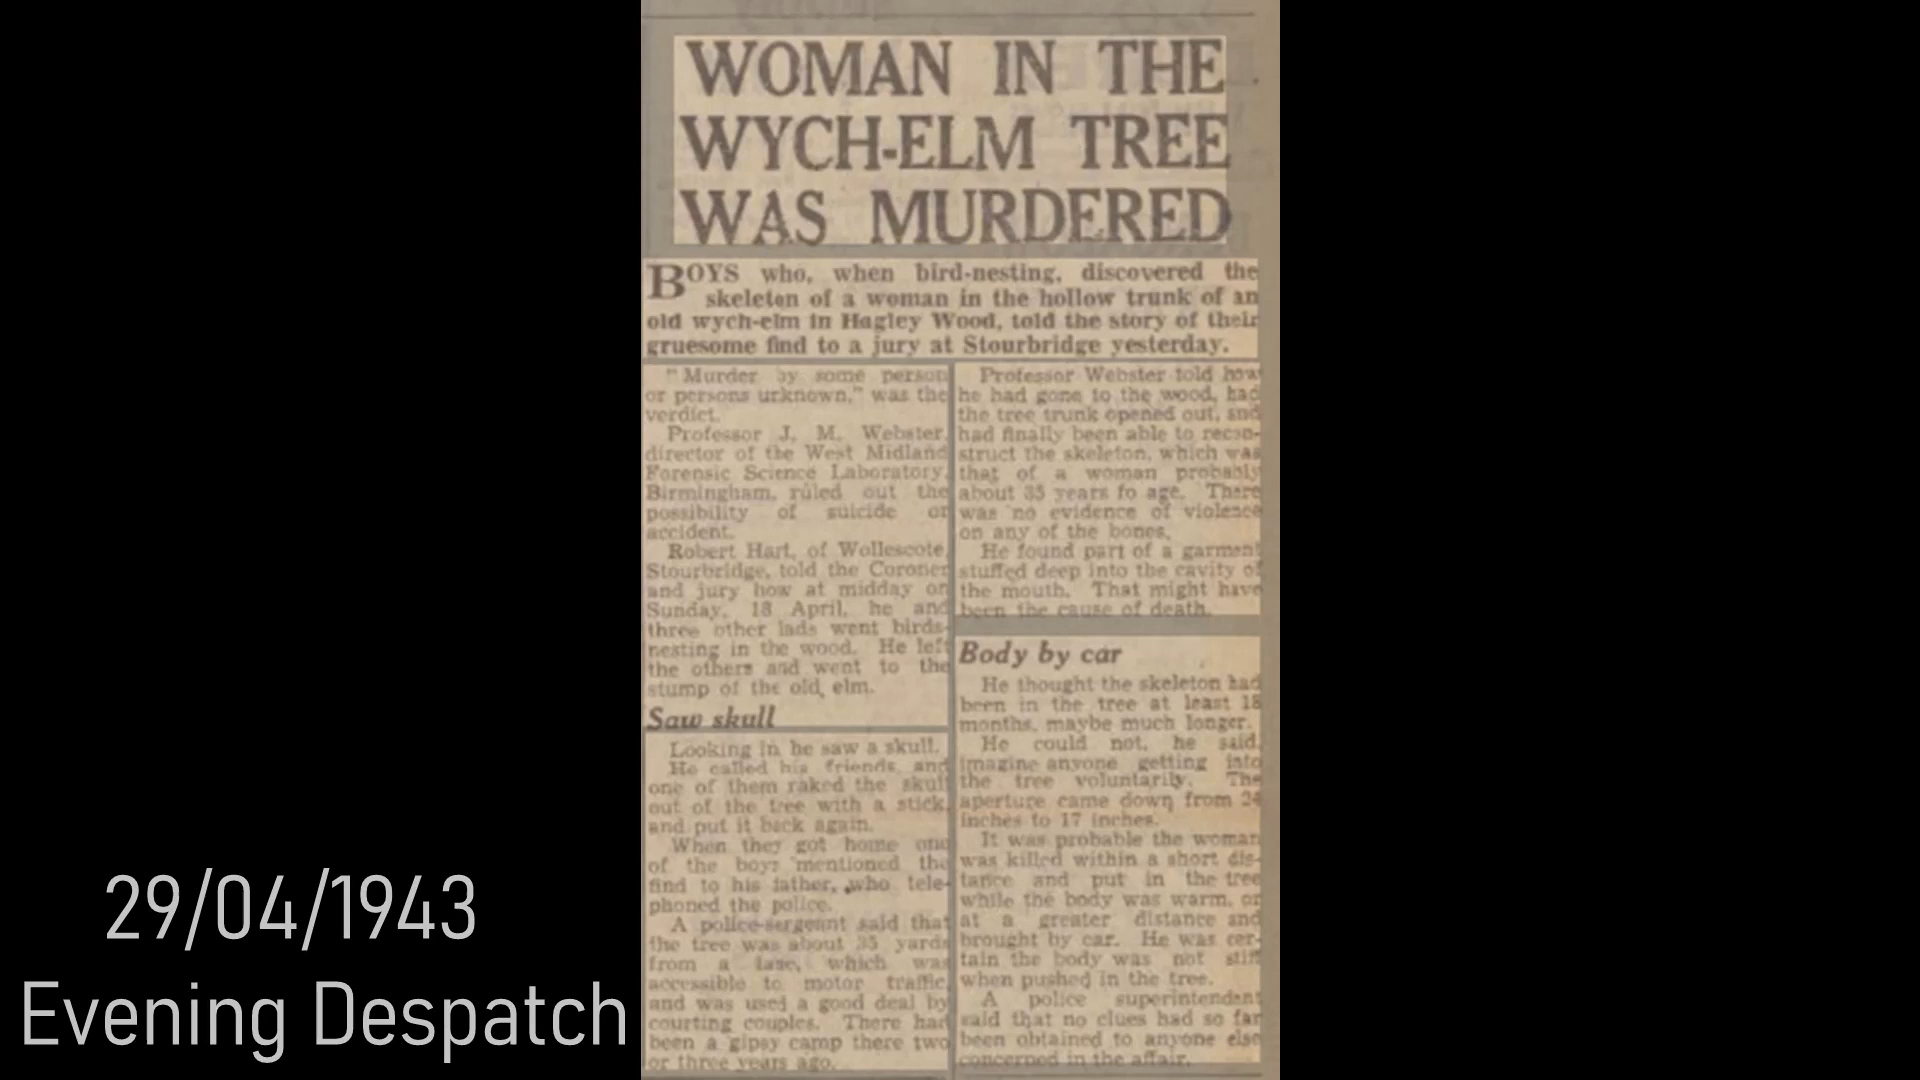 WOMAN IN THE
WYCH-ELM TREE
WAS MURDERED
BOYS who, when bird-nesting, discovered the
skeleton of a woman in the hollow trunk of an
old wych-elm in Hagley Wood, told the story of their
gruesome find to a jury at Stourbridge yesterday.
"Murder by some person
or persons urknown," was the
verdict.
Professor J. M. Webster,
director of the West Midland
Forensic Science Laboratory,
Birmingham, ruled out the
possibility of suicide or
accident.
Robert Hart, of Wollescote,
Stourbridge, told the Coroner
and jury how at midday on
Sunday, 18 April, he and
three other lads went birds-
nesting in the wood. He left
the others and went to the
stump of the old elm.
Saw skull
Looking in he saw a skull.
He called his friends, and
one of them raked the skull
out of the tree with a stick,
and put it back again.
When they got home one
of the boys mentioned the
find to his father, who tele-
phoned the police.
A police-sergeant said that
the tree was about 35 yards
from a lane, which was
accessible to motor traffic,
and was used a good deal by
courting couples. There had
been a gipsy camp there two
or three years ago.
Professor Webster told how
he had gone to the wood, had
the tree trunk opened out, and
had finally been able to recon-
struct the skeleton, which was
that of a woman probably
about 35 years fo age. There
was no evidence of violence
on any of the bones.
He found part of a garment
stuffed deep into the cavity of
the mouth. That might have
been the cause of death.
Body by car
He thought the skeleton had
been in the tree at least 18
months, maybe much longer.
He could not, he said,
imagine anyone getting into
the tree voluntarily. The
aperture came down from 24
inches to 17 inches.
It was probable the woman
was killed within a short dis-
tance and put in the tree
while the body was warm, or
at a greater distance and
brought by car. He was cer-
tain the body was not stiff
when pushed in the tree.
A police superintendent
said that no clues had so far
been obtained to anyone else
concerned in the affair.
29/04/1943
Evening Despatch